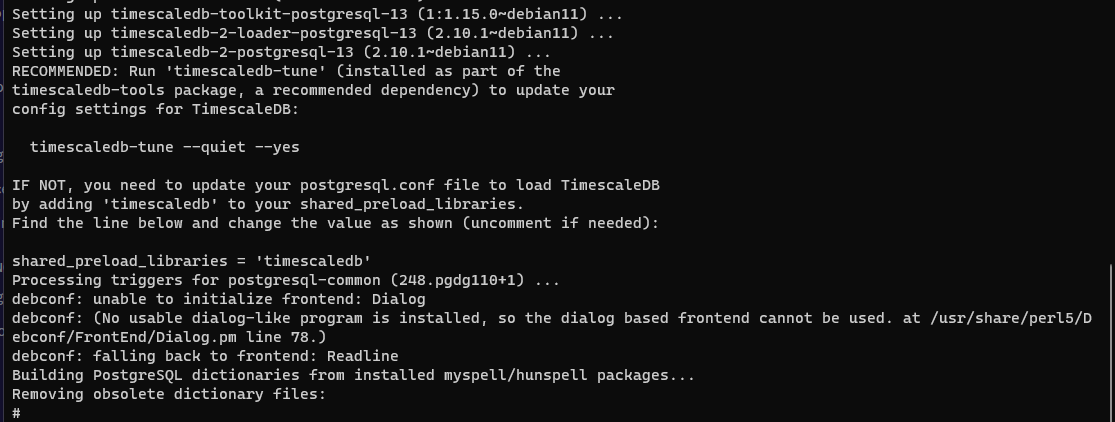 Setting up timescaledb-toolkit-postgresql-13 (1:1.15.0~debian11) ...
Setting up timescaledb-2-loader-postgresql-13 (2.10.1~debian11) ...
Setting up timescaledb-2-postgresql-13 (2.10.1~debian11) ...
RECOMMENDED: Run 'timescaledb-tune' (installed as part of the
timescaledb-tools package, a recommended dependency) to update your
config settings for TimescaleDB:
timescaledb-tune --quiet --yes
IF NOT, you need to update your postgresql.conf file to load TimescaleDB
by adding 'timescaledb' to your shared_preload_libraries.
Find the line below and change the value as shown (uncomment if needed):
shared_preload_libraries = 'timescaledb'
Processing triggers for postgresql-common (248.pgdg110+1) ...
debconf: unable to initialize frontend: Dialog
debconf: (No usable dialog-like program is installed, so the dialog based frontend cannot be used. at /usr/share/perl5/D
ebconf/FrontEnd/Dialog.pm line 78.)
debconf: falling back to frontend: Readline
Building PostgreSQL dictionaries from installed myspell/hunspell packages...
Removing obsolete dictionary files:
#